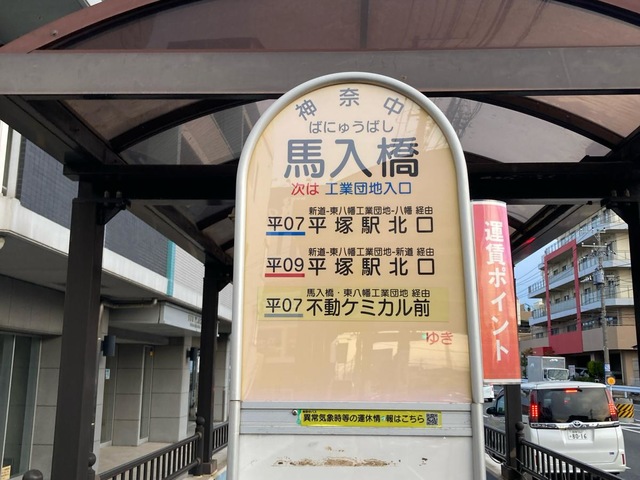 神奈中
ばにゅうばし
馬入橋
次は 工業団地入口
新道-東八幡工業団地-八幡 経由
平07 平塚駅北口
新道-東八幡工業団地-新道 経由
平09 平塚駅北口
馬入橋・東八幡工業団地 経由
平07 不動ケミカル前
ゆき
運賃ポイント
異常気象時等の運休情報はこちら
80-16